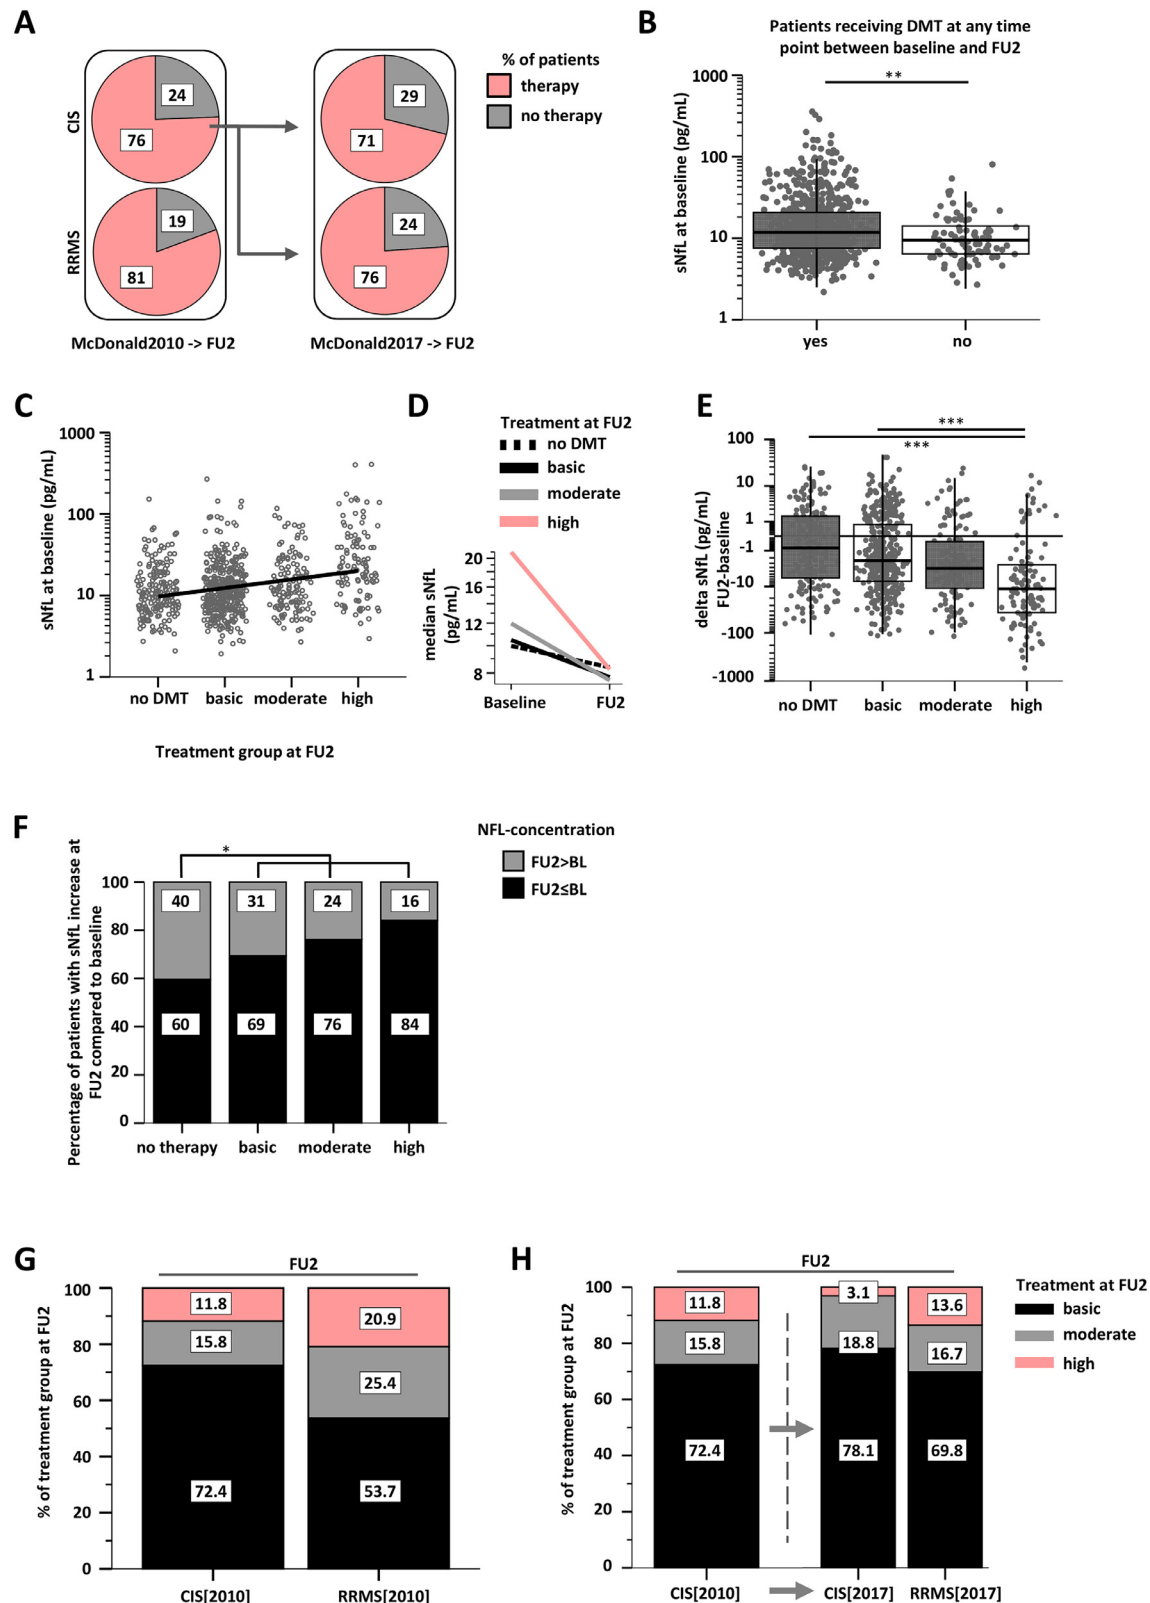 A
% of patients
therapy
no therapy
CIS
24
76
29
71
RRMS
19
81
24
76
McDonald2010 -> FU2
McDonald2017 -> FU2
B
Patients receiving DMT at any time
point between baseline and FU2
sNfL at baseline (pg/mL)
1000
100
10
1
**
yes
no
C
sNfL at baseline (pg/mL)
1000
100
10
1
no DMT
basic
moderate
high
Treatment group at FU2
D
Treatment at FU2
no DMT
basic
moderate
high
median sNfL
(pg/mL)
20
16
12
8
Baseline
FU2
E
delta sNfL (pg/mL)
FU2-baseline
100
10
1
-1
-10
-100
-1000
***
***
no DMT
basic
moderate
high
F
NFL-concentration
FU2>BL
FU2≤BL
Percentage of patients with sNfL increase at
FU2 compared to baseline
100
80
60
40
20
0
*
40
31
24
16
60
69
76
84
no therapy
basic
moderate
high
G
FU2
% of treatment group at FU2
100
80
60
40
20
0
11.8
15.8
72.4
20.9
25.4
53.7
CIS[2010]
RRMS[2010]
H
FU2
% of treatment group at FU2
100
80
60
40
20
0
11.8
15.8
72.4
3.1
18.8
78.1
13.6
16.7
69.8
CIS[2010]
CIS[2017]
RRMS[2017]
Treatment at FU2
basic
moderate
high